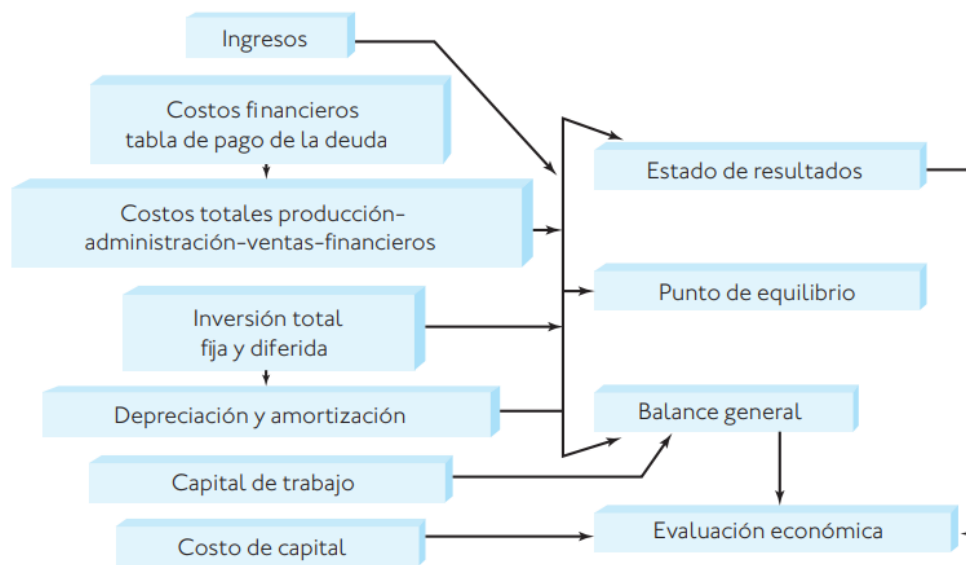 Ingresos
Costos financieros
tabla de pago de la deuda
Costos totales producción-
administración-ventas-financieros
Inversión total
fija y diferida
Depreciación y amortización
Capital de trabajo
Costo de capital
Estado de resultados
Punto de equilibrio
Balance general
Evaluación económica